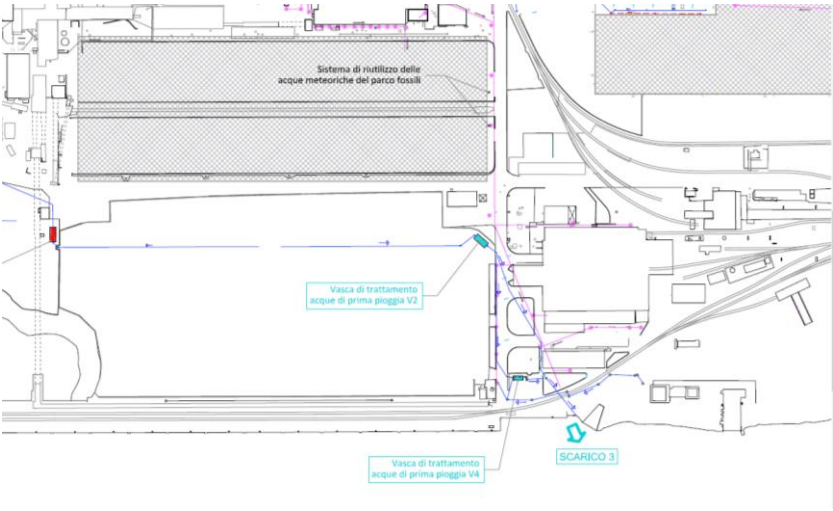 Sistema di riutilizzo delle
acque meteoriche del parco fossili
Vasca di trattamento
acque di prima pioggia V2
Vasca di trattamento
acque di prima pioggia V4
SCARICO 3